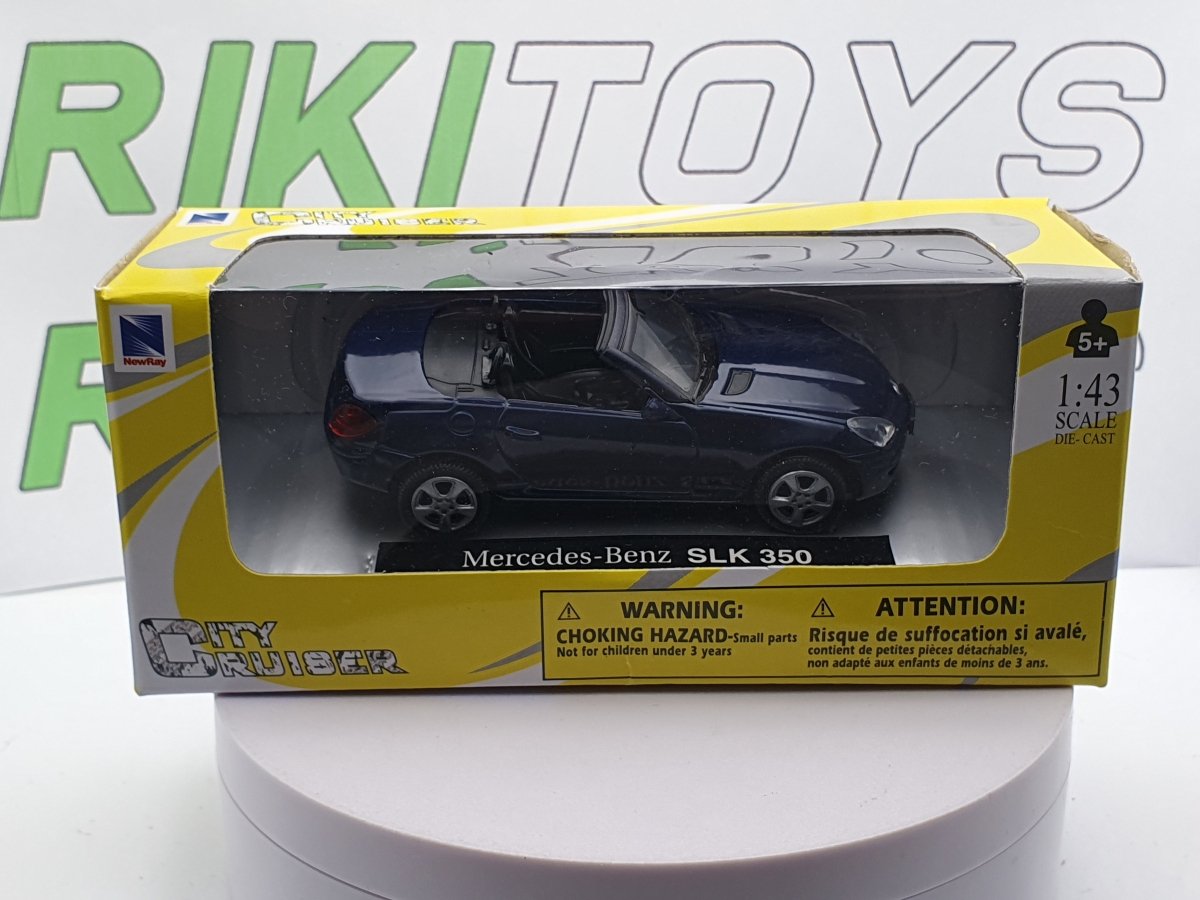 RIKITOYS
CITY
CRUISER
NewRay
5+
1:43
SCALE
DIE-CAST
Mercedes-Benz SLK 350
CITY
CRUISER
WARNING:
CHOKING HAZARD-Small parts
Not for children under 3 years
ATTENTION:
Risque de suffocation si avalé,
contient de petites pièces détachables,
non adapté aux enfants de moins de 3 ans.